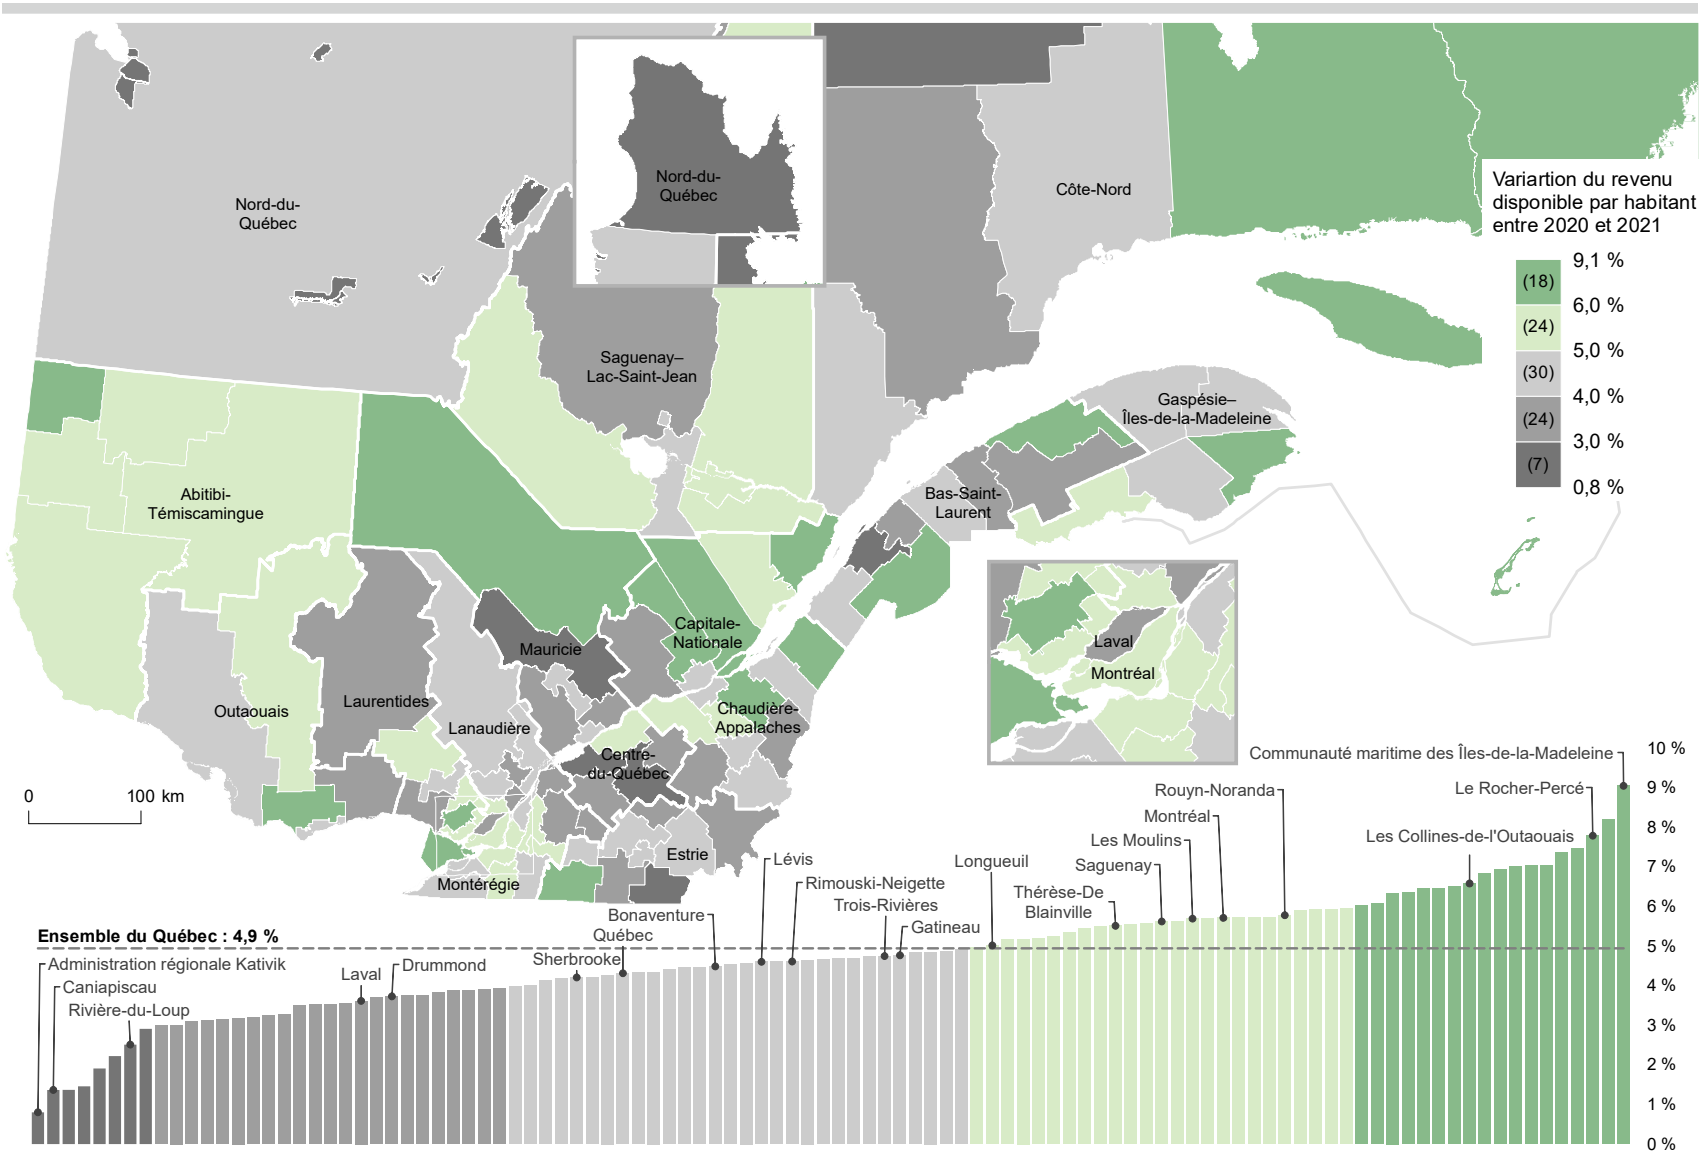 Nord-du-
Québec
Nord-du-
Québec
Côte-Nord
Saguenay–
Lac-Saint-Jean
Gaspésie–
Îles-de-la-Madeleine
Abitibi-
Témiscamingue
Bas-Saint-
Laurent
Capitale-
Nationale
Mauricie
Laurentides
Outaouais
Lanaudière
Chaudière-
Appalaches
Centre-
du-Québec
Estrie
Montérégie
Laval
Montréal
0 100 km
Variartion du revenu
disponible par habitant
entre 2020 et 2021
9,1 %
(18)
6,0 %
(24)
5,0 %
(30)
4,0 %
(24)
3,0 %
(7)
0,8 %
Ensemble du Québec : 4,9 %
Administration régionale Kativik
Caniapiscau
Rivière-du-Loup
Laval
Drummond
Sherbrooke
Québec
Bonaventure
Lévis
Rimouski-Neigette
Trois-Rivières
Gatineau
Longueuil
Thérèse-De
Blainville
Saguenay
Les Moulins
Montréal
Rouyn-Noranda
Les Collines-de-l'Outaouais
Le Rocher-Percé
Communauté maritime des Îles-de-la-Madeleine
10 %
9 %
8 %
7 %
6 %
5 %
4 %
3 %
2 %
1 %
0 %